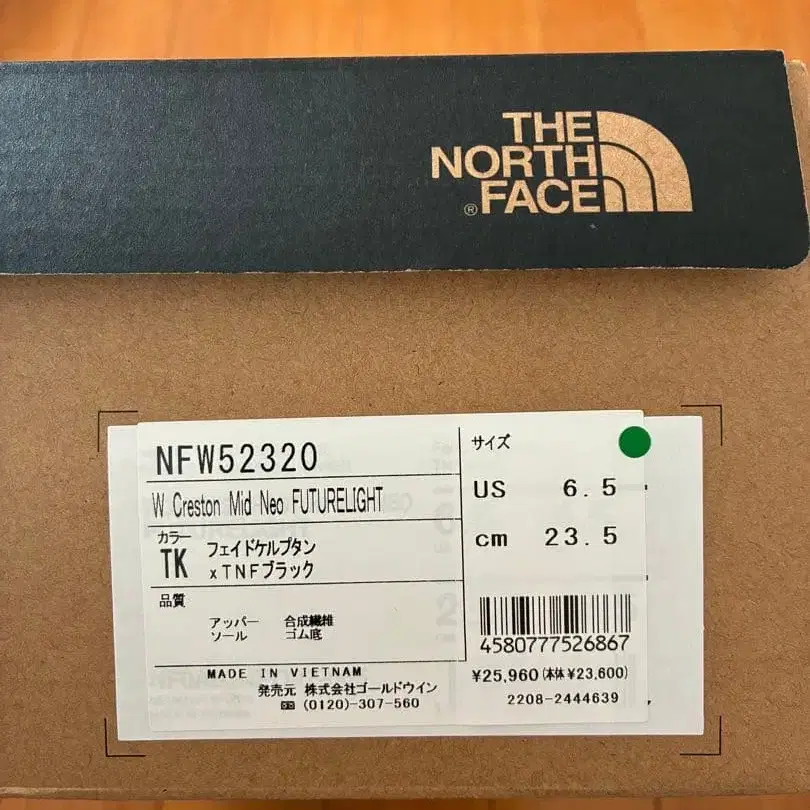 THE
NORTH
FACE
®
NFW52320
W Creston Mid Neo FUTURELIGHT
カラー
TK フェイドケルプタン
xTNFブラック
品質
アッパー 合成繊維
ソール ゴム底
MADE IN VIETNAM
発売元 株式会社ゴールドウイン
(0120)-307-560
サイズ
US 6.5
cm 23.5
4580777526867
¥25,960(本体¥23,600)
2208-2444639